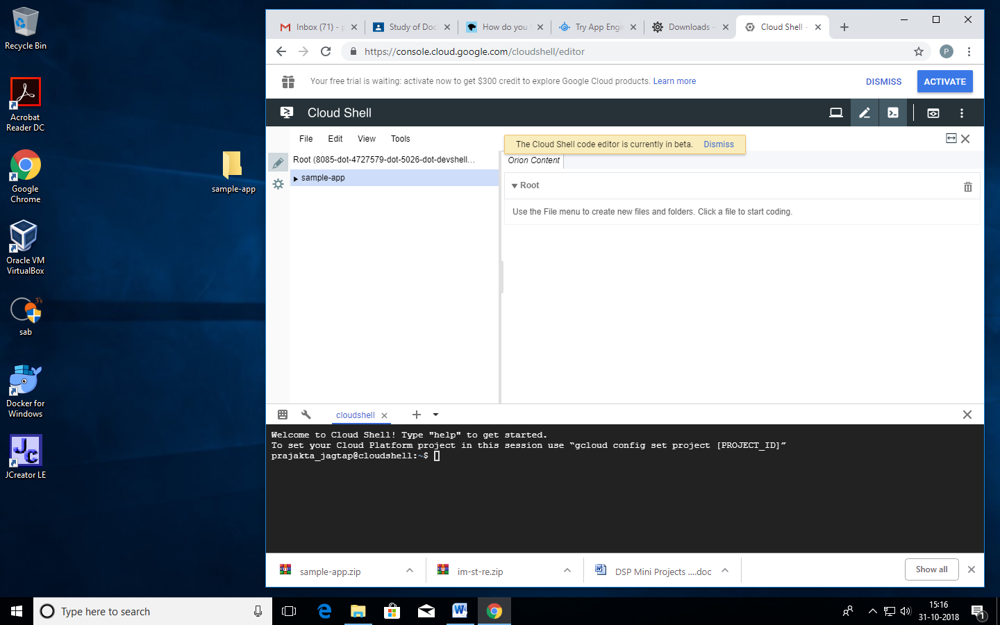 Recycle Bin
Acrobat
Reader DC
Google
Chrome
Oracle VM
VirtualBox
3's
sab
Docker for
Windows
JC
JCreator LE
sample-app
Inbox (71) - p
Study of Doc
How do you
Try App Engi
Downloads -
Cloud Shell -
https://console.cloud.google.com/cloudshell/editor
P
Your free trial is waiting: activate now to get $300 credit to explore Google Cloud products. Learn more
DISMISS
ACTIVATE
Cloud Shell
File Edit View Tools
The Cloud Shell code editor is currently in beta. Dismiss
Root (8085-dot-4727579-dot-5026-dot-devshell...
Orion Content
sample-app
Root
Use the File menu to create new files and folders. Click a file to start coding.
cloudshell
Welcome to Cloud Shell! Type "help" to get started.
To set your Cloud Platform project in this session use “gcloud config set project [PROJECT_ID]”
prajakta_jagtap@cloudshell:~$
sample-app.zip
im-st-re.zip
DSP Mini Projects ....doc
Show all
Type here to search
15:16
31-10-2018
1